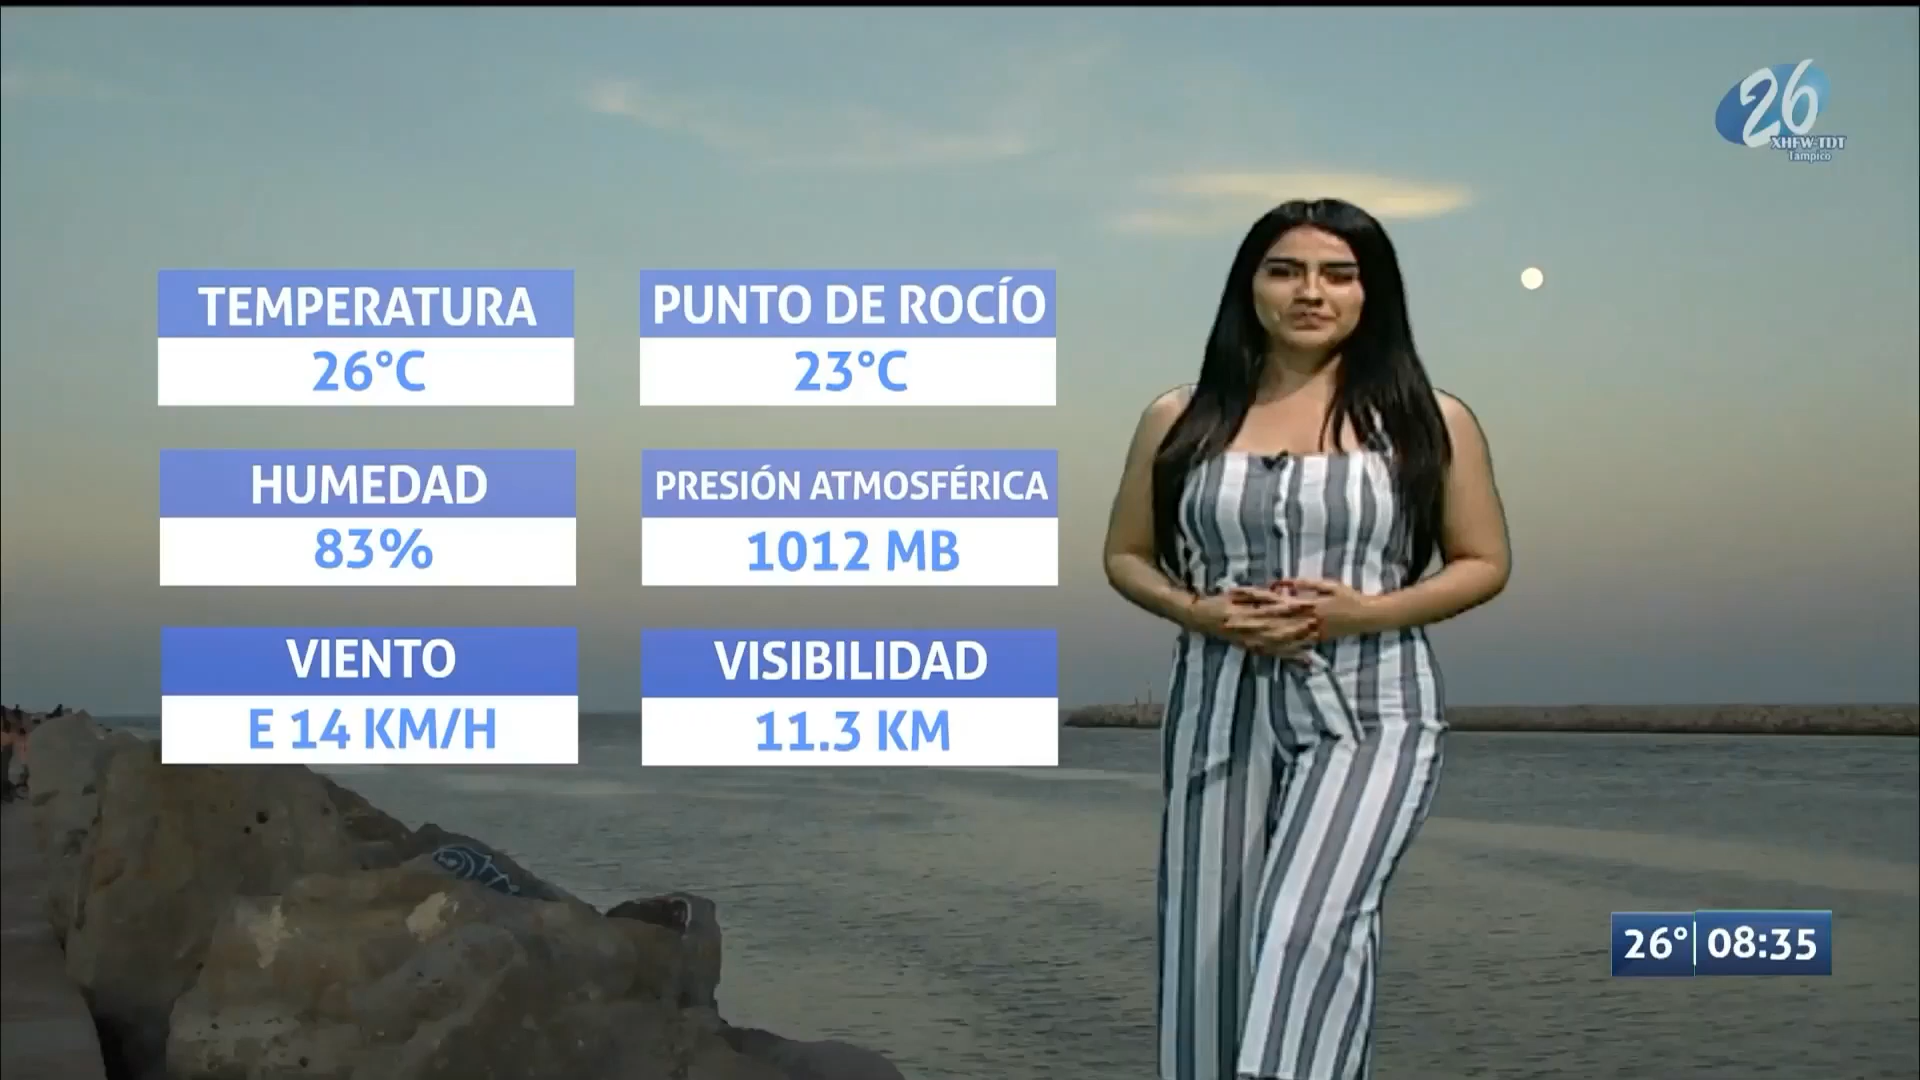 26
XHFW-TDT
Tampico
TEMPERATURA
26°C
PUNTO DE ROCÍO
23°C
HUMEDAD
83%
PRESIÓN ATMOSFÉRICA
1012 MB
VIENTO
E 14 KM/H
VISIBILIDAD
11.3 KM
26° 08:35